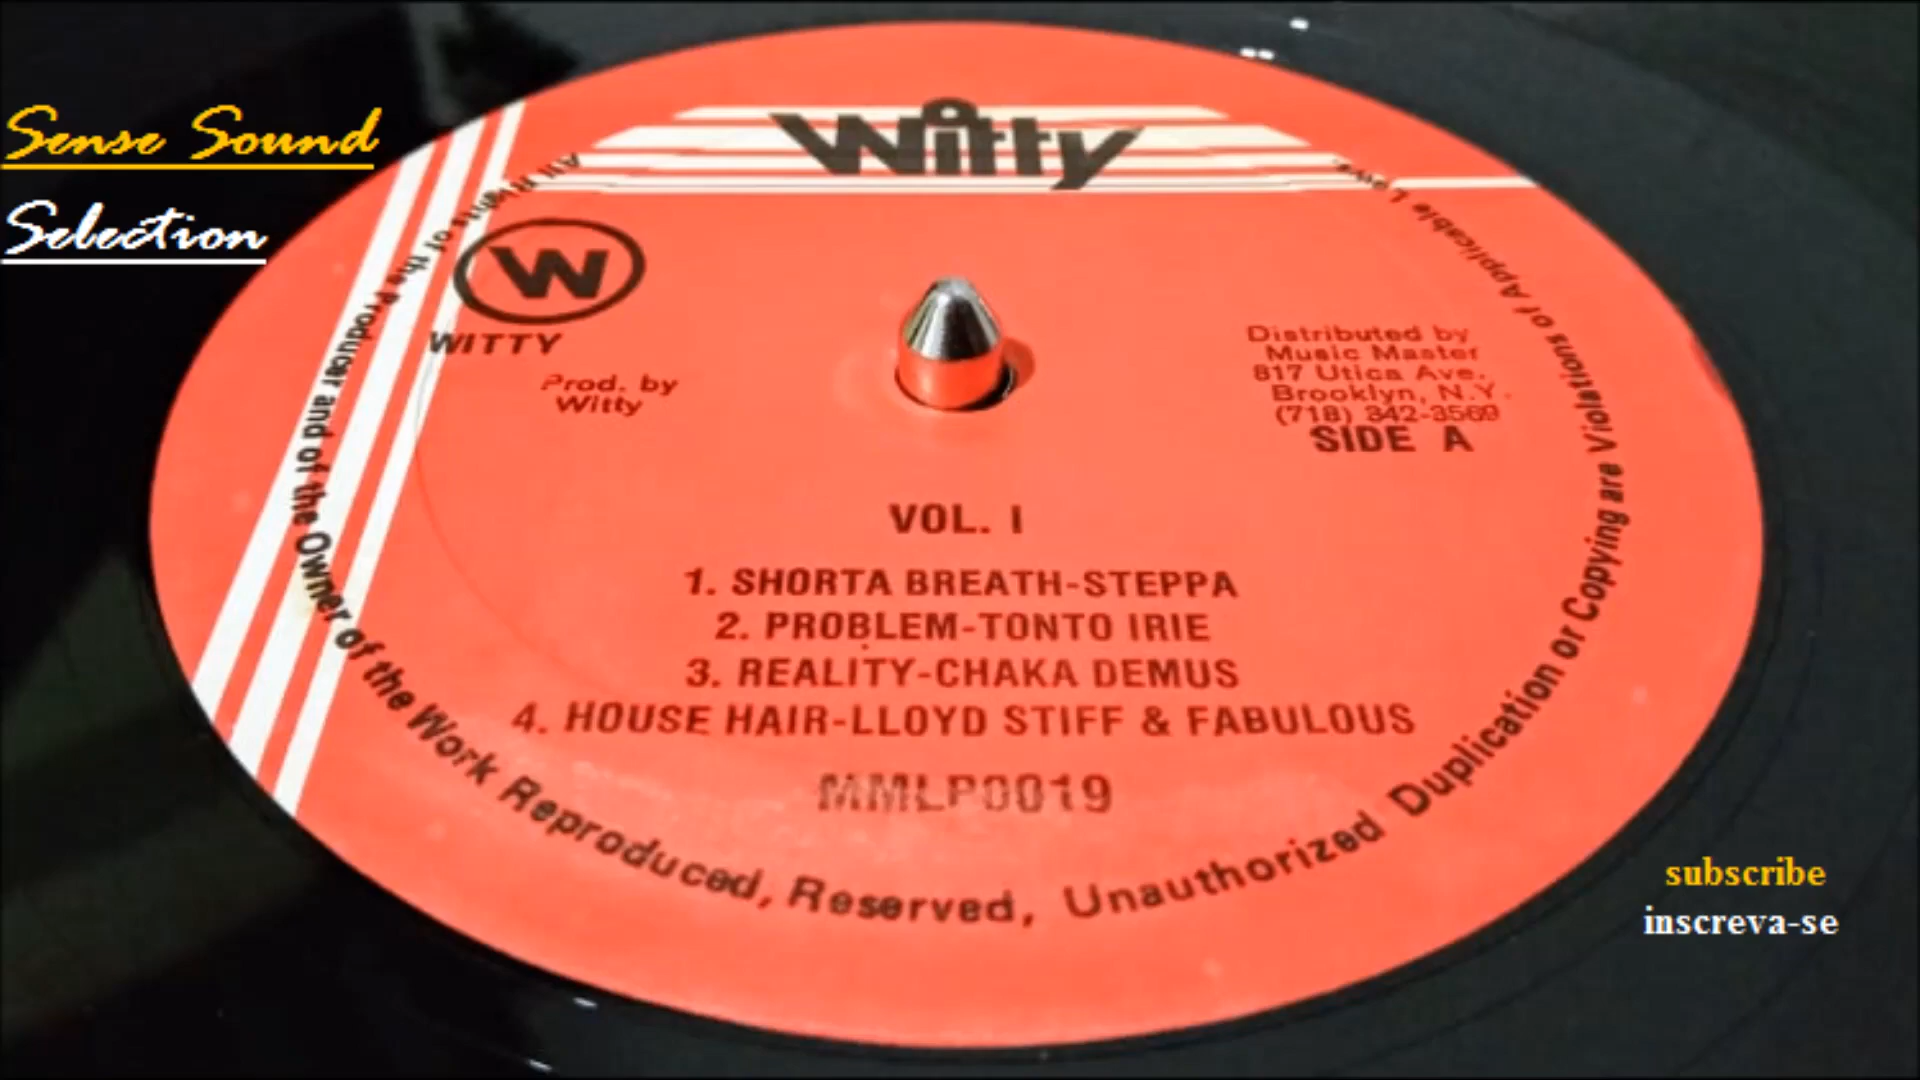 Sense Sound
Selection
Witty
W
WITTY
Prod. by
Witty
Distributed by
Music Master
817 Utica Ave.
Brooklyn, N.Y.
(718) 342-3569
SIDE A
VOL. I
1. SHORTA BREATH-STEPPA
2. PROBLEM-TONTO IRIE
3. REALITY-CHAKA DEMUS
4. HOUSE HAIR-LLOYD STIFF & FABULOUS
MMLP0019
All Rights of the Producer and of the Owner of the Work Reproduced, Reserved, Unauthorized Duplication or Copying are Violations of Applicable Laws.
subscribe
inscreva-se